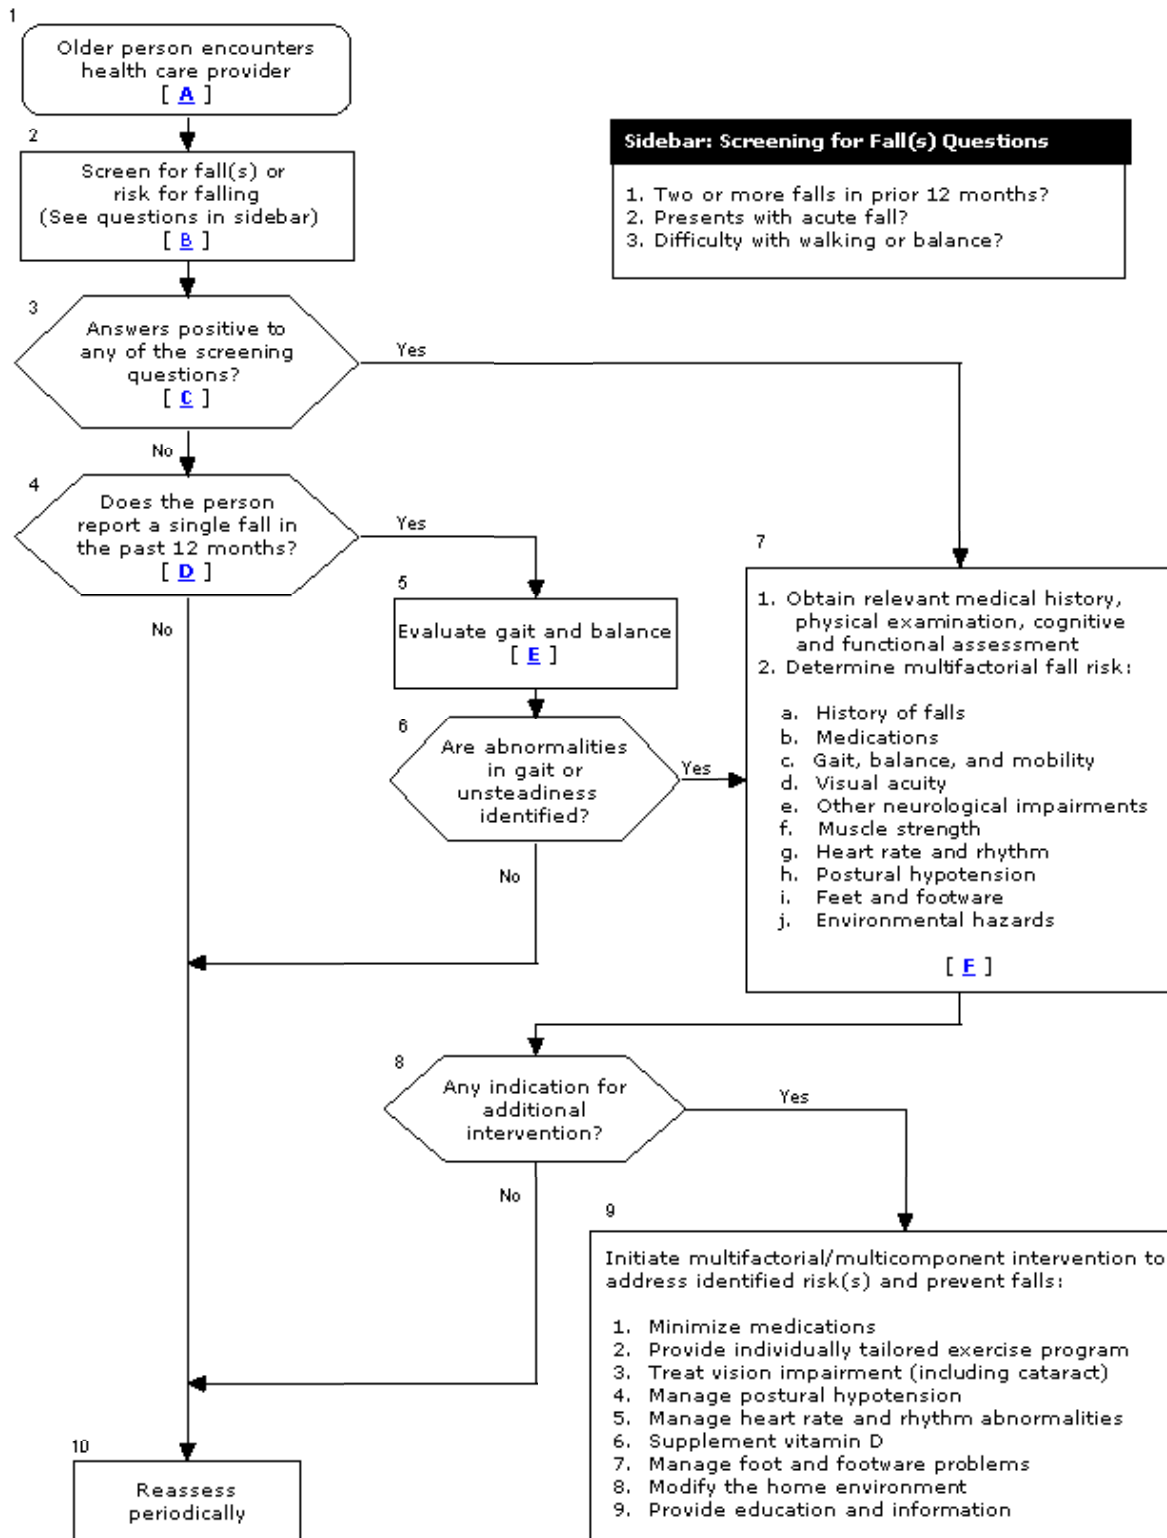 1
Older person encounters
health care provider
[ A ]
2
Screen for fall(s) or
risk for falling
(See questions in sidebar)
[ B ]
Sidebar: Screening for Fall(s) Questions
1. Two or more falls in prior 12 months?
2. Presents with acute fall?
3. Difficulty with walking or balance?
3
Answers positive to
any of the screening
questions?
[ C ]
Yes
No
4
Does the person
report a single fall in
the past 12 months?
[ D ]
Yes
No
5
Evaluate gait and balance
[ E ]
6
Are abnormalities
in gait or
unsteadiness
identified?
Yes
No
7
1. Obtain relevant medical history,
physical examination, cognitive
and functional assessment
2. Determine multifactorial fall risk:
a. History of falls
b. Medications
c. Gait, balance, and mobility
d. Visual acuity
e. Other neurological impairments
f. Muscle strength
g. Heart rate and rhythm
h. Postural hypotension
i. Feet and footware
j. Environmental hazards
[ F ]
8
Any indication for
additional
intervention?
Yes
No
9
Initiate multifactorial/multicomponent intervention to
address identified risk(s) and prevent falls:
1. Minimize medications
2. Provide individually tailored exercise program
3. Treat vision impairment (including cataract)
4. Manage postural hypotension
5. Manage heart rate and rhythm abnormalities
6. Supplement vitamin D
7. Manage foot and footware problems
8. Modify the home environment
9. Provide education and information
10
Reassess
periodically